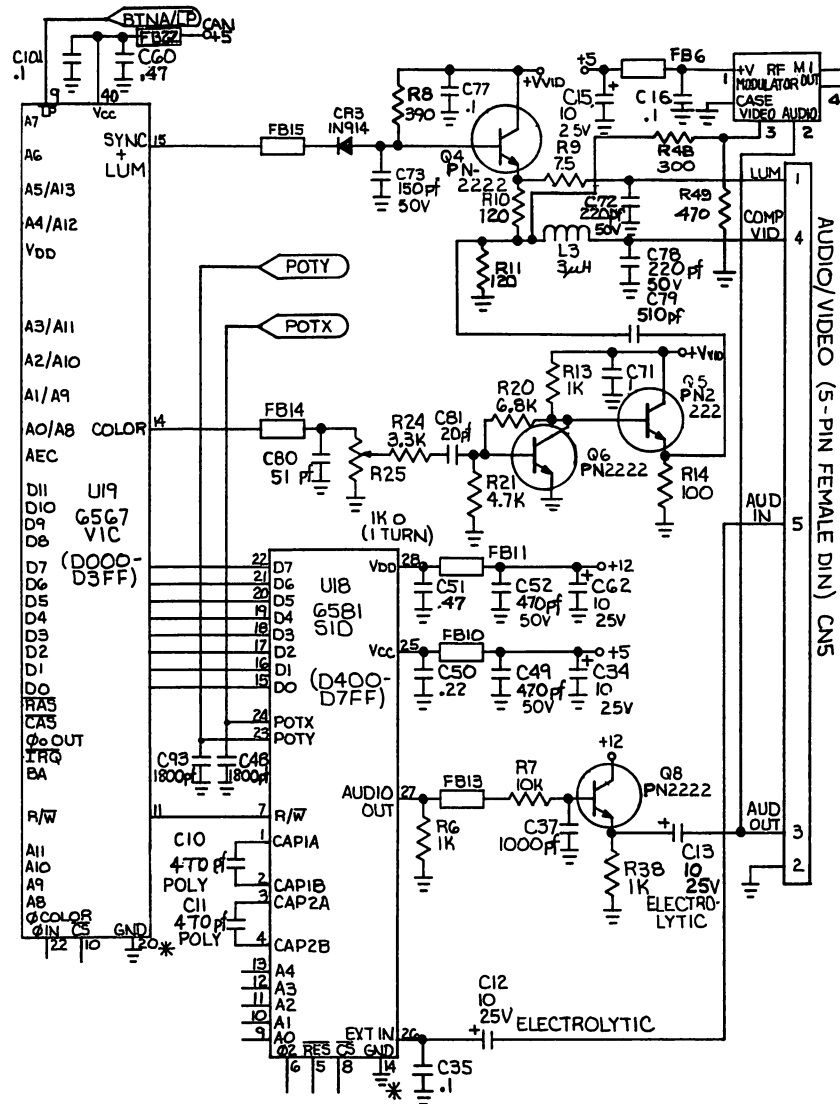 BTNA/LP
CAN
+5
FB27
C101
.1
C60
.47
9
40
LP
Vcc
A7
A6
A5/A13
A4/A12
VDD
A3/A11
A2/A10
A1/A9
A0/A8
AEC
D11
D10
D9
D8
D7
D6
D5
D4
D3
D2
D1
D0
RAS
CAS
Φ0 OUT
IRQ
BA
R/W
A11
A10
A9
A8
ΦCOLOR
ΦIN
CS
GND
22
10
20
*
SYNC
+
LUM
15
COLOR
14
U19
6567
VIC
(D000-
D3FF)
11
FB15
CR3
1N914
R8
390
C77
.1
+VVID
C73
150pf
50V
Q4
PN-
2222
R10
120
R9
7.5
C72
220pf
50V
R11
120
L3
3μH
C78
220pf
50V
C79
510pf
+5
FB6
C15
10
25V
C16
.1
1
+V RF M1
MODULATOR OUT
CASE
VIDEO AUDIO
4
3
2
R48
300
R49
470
LUM
1
COMP
VID
4
AUD
IN
5
AUD
OUT
3
2
AUDIO/VIDEO (5-PIN FEMALE DIN) CN5
POTY
POTX
FB14
C80
51 pf
R25
R24
3.3K
C81
20pf
R20
6.8K
R21
4.7K
R13
1K
C71
+VVID
Q5
PN2
222
Q6
PN2222
R14
100
1K Ω
(1 TURN)
22
21
20
19
18
17
16
15
24
23
7
1
2
3
4
13
12
11
10
9
D7
D6
D5
D4
D3
D2
D1
D0
POTX
POTY
R/W
CAP1A
CAP1B
CAP2A
CAP2B
A4
A3
A2
A1
A0
Φ2
RES
CS
GND
6
5
8
14
*
U18
6581
SID
(D400-
D7FF)
VDD
28
FB11
+12
C51
.47
C52
470pf
50V
C62
10
25V
Vcc
25
FB10
+5
C50
.22
C49
470pf
50V
C34
10
25V
C93
1800pf
C48
1800pf
C10
470 pf
POLY
C11
470 pf
POLY
AUDIO
OUT
27
FB13
R6
1K
R7
10K
C37
1000pf
+12
Q8
PN2222
R38
1K
C13
10
25V
ELECTRO-
LYTIC
C12
10
25V
ELECTROLYTIC
EXT IN
26
C35
.1